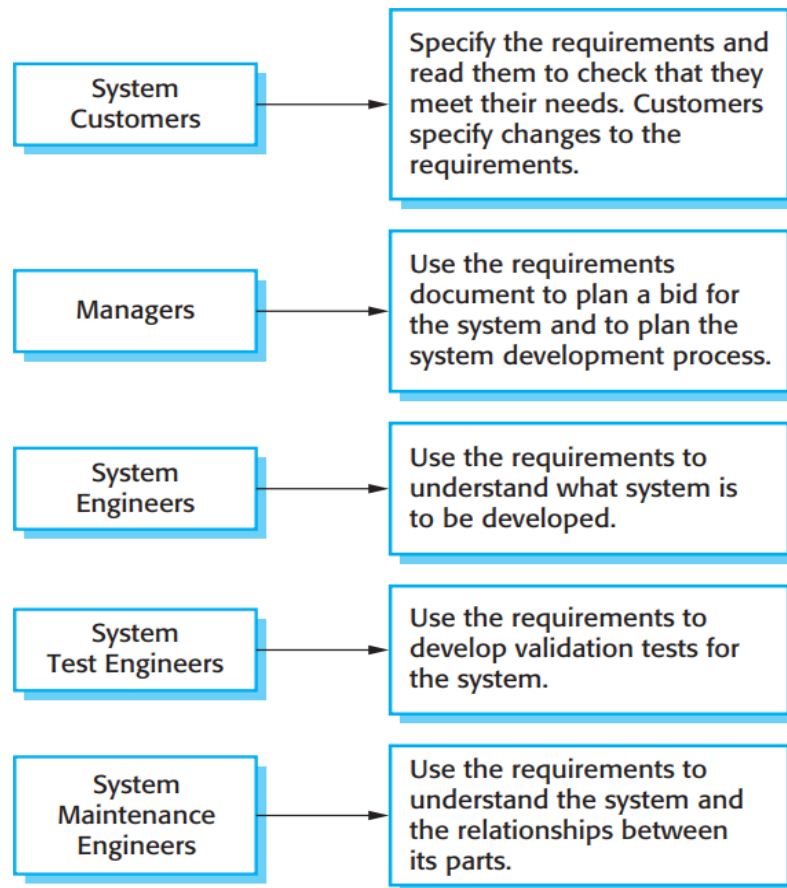 System
Customers
Specify the requirements and
read them to check that they
meet their needs. Customers
specify changes to the
requirements.
Managers
Use the requirements
document to plan a bid for
the system and to plan the
system development process.
System
Engineers
Use the requirements to
understand what system is
to be developed.
System
Test Engineers
Use the requirements to
develop validation tests for
the system.
System
Maintenance
Engineers
Use the requirements to
understand the system and
the relationships between
its parts.